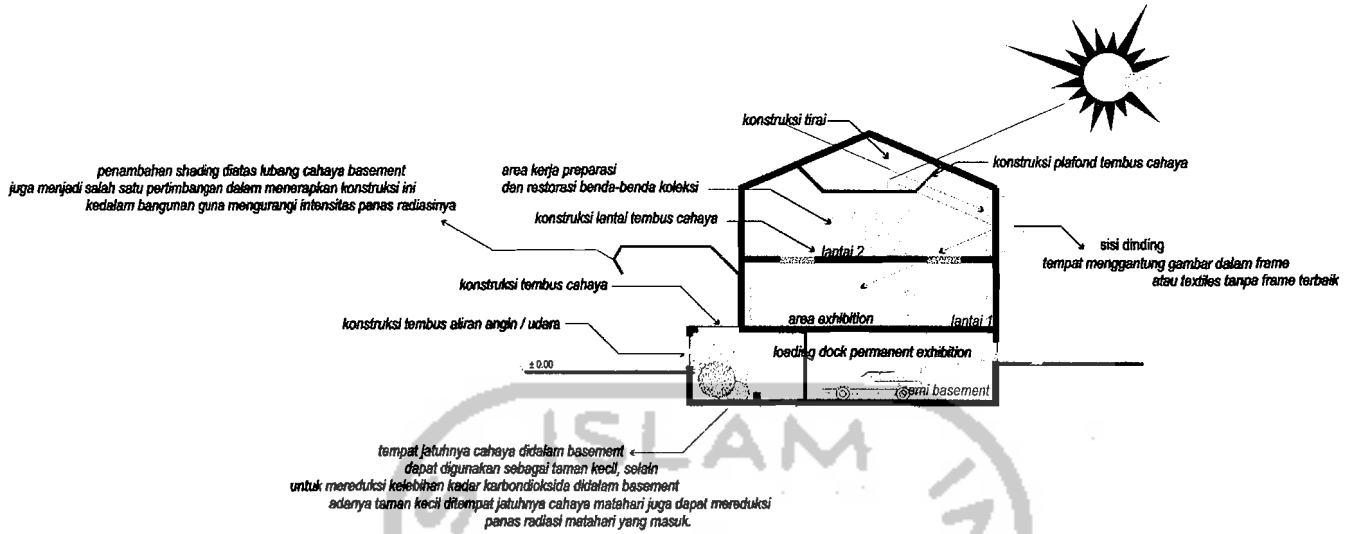 konstruksi tirai
konstruksi plafond tembus cahaya
penambahan shading diatas lubang cahaya basement
juga menjadi salah satu pertimbangan dalam menerapkan konstruksi ini
kedalam bangunan guna mengurangi intensitas panas radiasinya
area kerja preparasi
dan restorasi benda-benda koleksi
konstruksi lantai tembus cahaya
lantai 2
sisi dinding
tempat menggantung gambar dalam frame
atau textiles tanpa frame terbaik
konstruksi tembus cahaya
area exhibition
lantai 1
konstruksi tembus aliran angin / udara
loading dock permanent exhibition
± 0.00
semi basement
tempat jatuhnya cahaya didalam basement
dapat digunakan sebagai taman kecil, selain
untuk mereduksi kelebihan kadar karbondioksida didalam basement
adanya taman kecil ditempat jatuhnya cahaya matahari juga dapat mereduksi
panas radiasi matahari yang masuk.
ISLAM